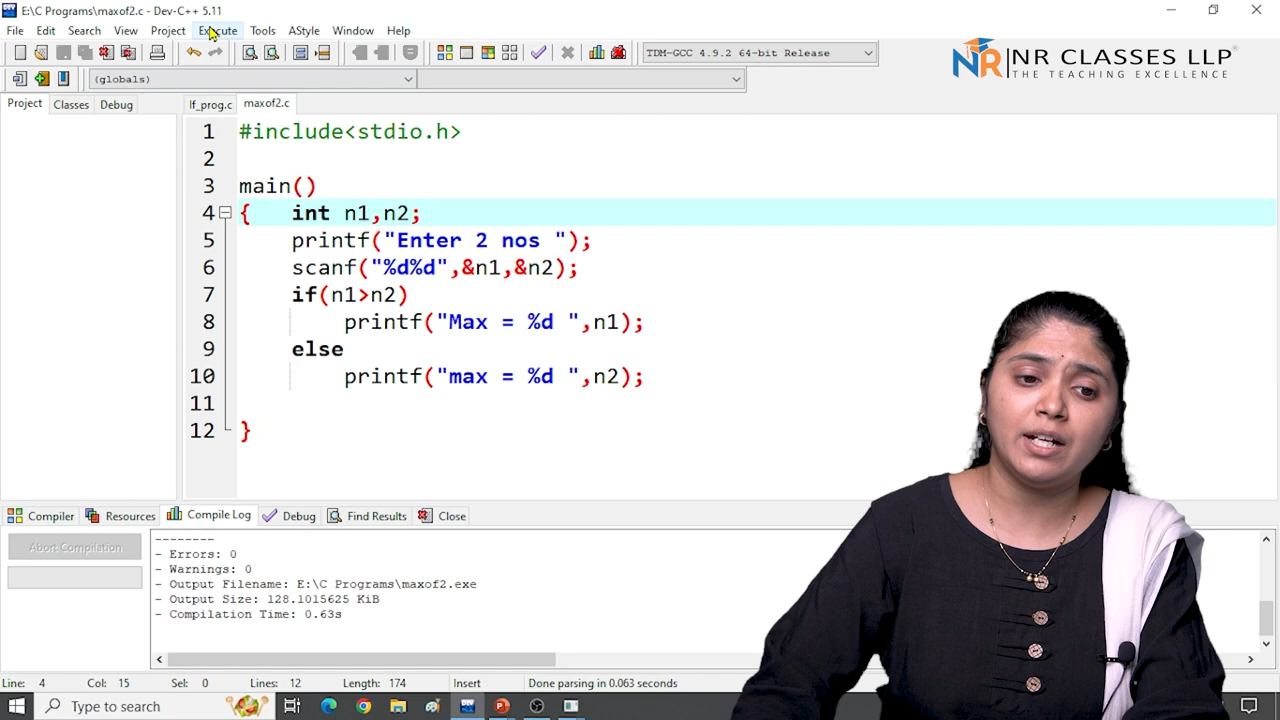 E:\C Programs\maxof2.c - Dev-C++ 5.11
File Edit Search View Project Execute Tools AStyle Window Help
TDM-GCC 4.9.2 64-bit Release
NR NR CLASSES LLP
THE TEACHING EXCELLENCE
(globals)
Project Classes Debug lf_prog.c maxof2.c
1 #include<stdio.h>
2
3 main()
4 { int n1,n2;
5 printf("Enter 2 nos ");
6 scanf("%d%d",&n1,&n2);
7 if(n1>n2)
8 printf("Max = %d ",n1);
9 else
10 printf("max = %d ",n2);
11
12 }
Compiler Resources Compile Log Debug Find Results Close
Abort Compilation
--------
- Errors: 0
- Warnings: 0
- Output Filename: E:\C Programs\maxof2.exe
- Output Size: 128.1015625 KiB
- Compilation Time: 0.63s
Line: 4 Col: 15 Sel: 0 Lines: 12 Length: 174 Insert Done parsing in 0.063 seconds
Type to search